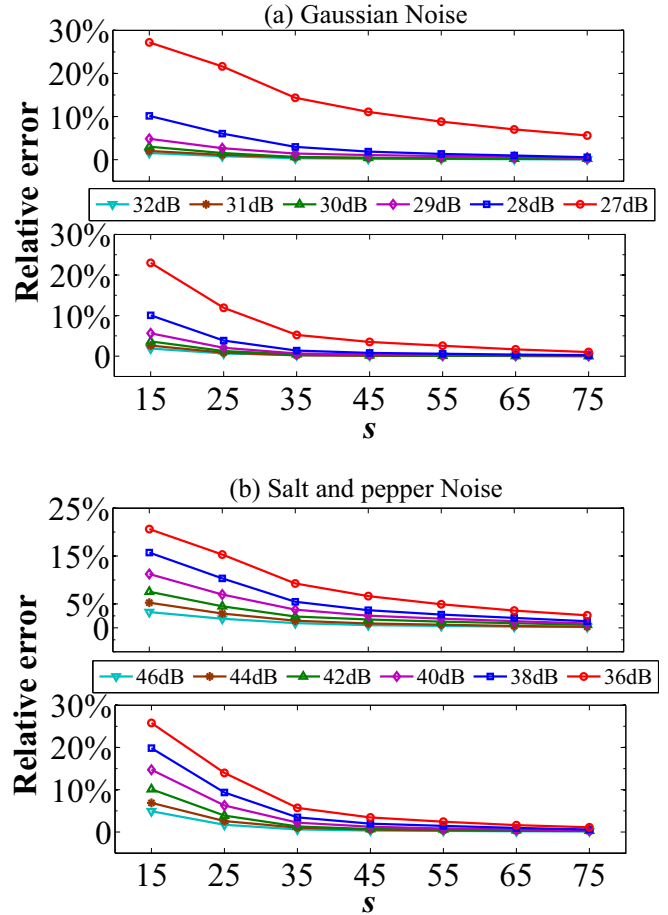 (a) Gaussian Noise
30%
20%
10%
0
32dB 31dB 30dB 29dB 28dB 27dB
30%
20%
10%
0
Relative error
15 25 35 45 55 65 75
s
(b) Salt and pepper Noise
25%
15%
5%
0
46dB 44dB 42dB 40dB 38dB 36dB
30%
20%
10%
0
Relative error
15 25 35 45 55 65 75
s